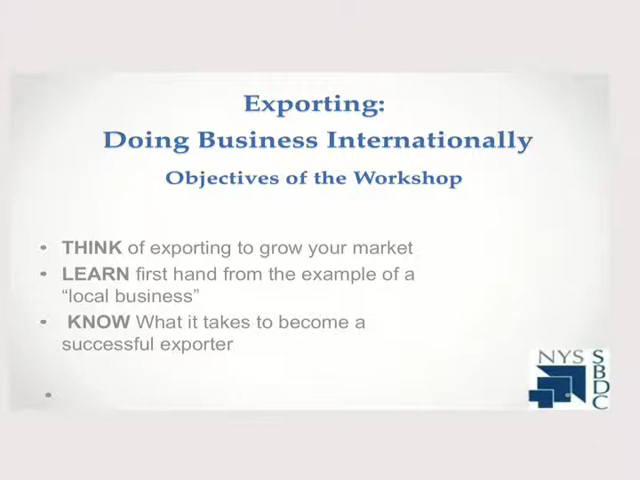 Exporting:
Doing Business Internationally
Objectives of the Workshop
• THINK of exporting to grow your market
• LEARN first hand from the example of a
“local business”
• KNOW What it takes to become a
successful exporter
•
NYS
SBDC